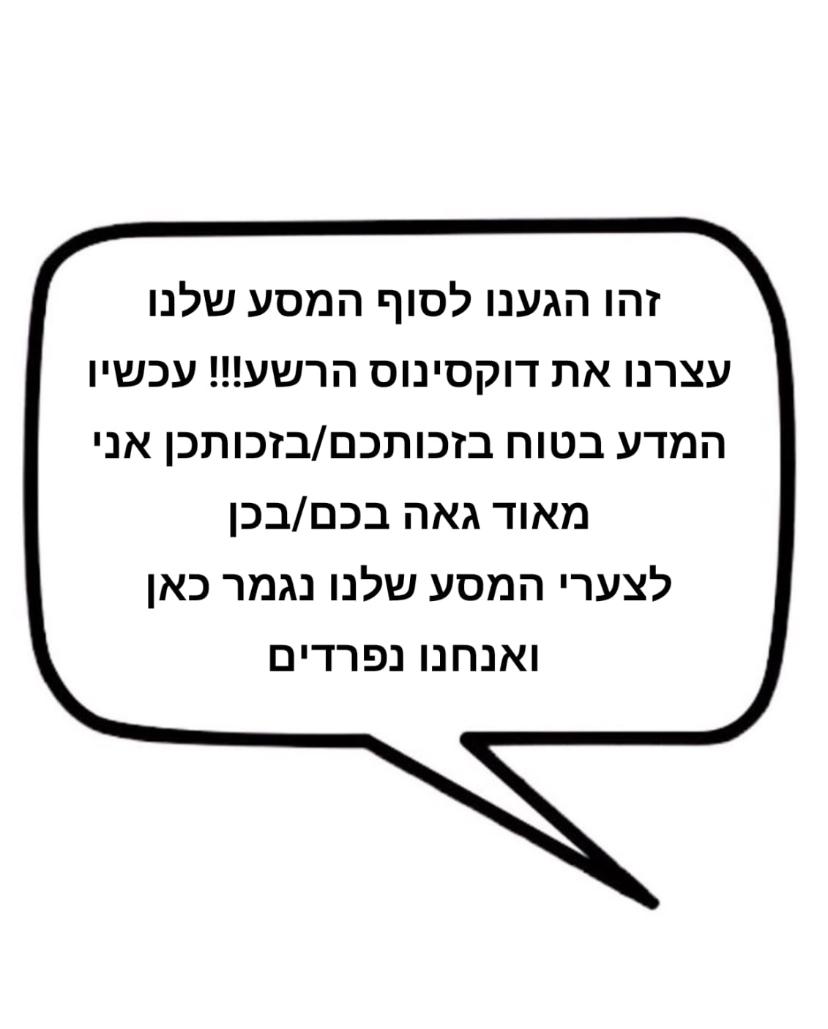 זהו הגענו לסוף המסע שלנו
עצרנו את דוקסינוס הרשע!!! עכשיו
המדע בטוח בזכותכם/בזכותכן אני
מאוד גאה בכם/בכן
לצערי המסע שלנו נגמר כאן
ואנחנו נפרדים